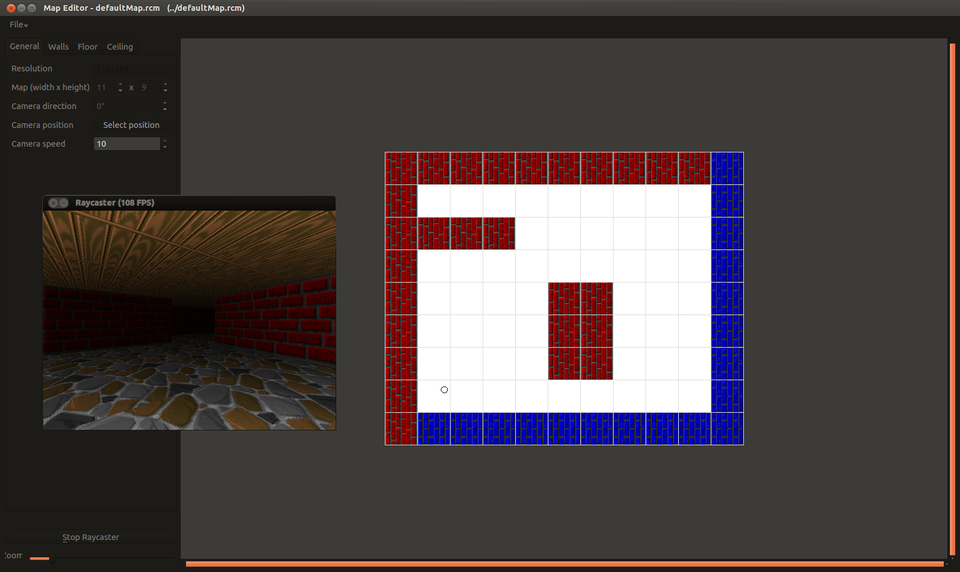 Map Editor - defaultMap.rcm (../defaultMap.rcm)
File
General Walls Floor Ceiling
Resolution
Map (width x height) 11 x 9
Camera direction 0°
Camera position Select position
Camera speed 10
Raycaster (108 FPS)
Stop Raycaster
Zoom